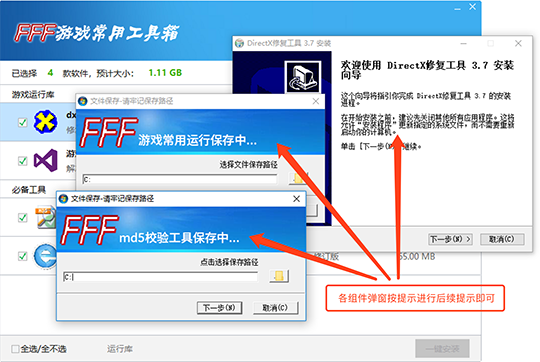 FFF游戏常用工具箱
已选择 4 款软件，预计大小： 1.11 GB
游戏运行库
dx
修
游
解
必备工具
修订版
65.00 MB
全选/全不选
运行库
一键安装
DirectX修复工具 3.7 安装
欢迎使用 DirectX修复工具 3.7 安装
向导
这个向导将指引你完成 DirectX修复工具 3.7 的安装
进程。
在开始安装之前，建议先关闭其他所有应用程序。这将
允许“安装程序”更新指定的系统文件，而不需要重新
启动你的计算机。
单击 [下一步(N)]继续。
下一步(N) >
取消(C)
文件保存-请牢记保存路径
FFF 游戏常用运行保存中...
选择文件保存路径
C:
文件保存-请牢记保存路径
FFF md5校验工具保存中...
点击选择保存路径
C:
下一步(N)
取消(C)
各组件弹窗按提示进行后续提示即可